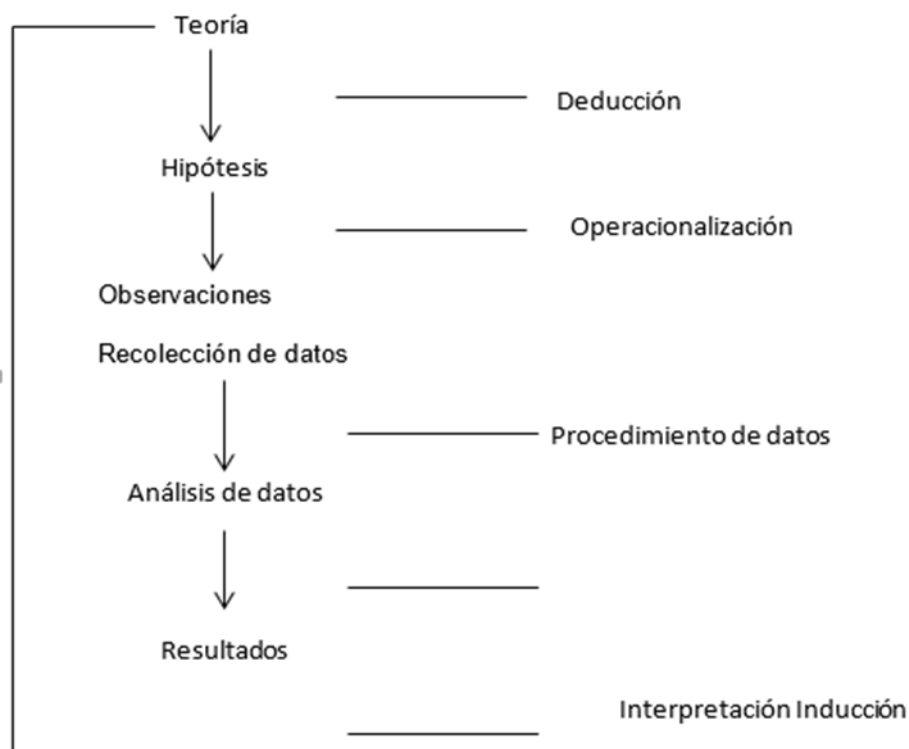 Teoría
Deducción
Hipótesis
Operacionalización
Observaciones
Recolección de datos
Procedimiento de datos
Análisis de datos
Resultados
Interpretación Inducción